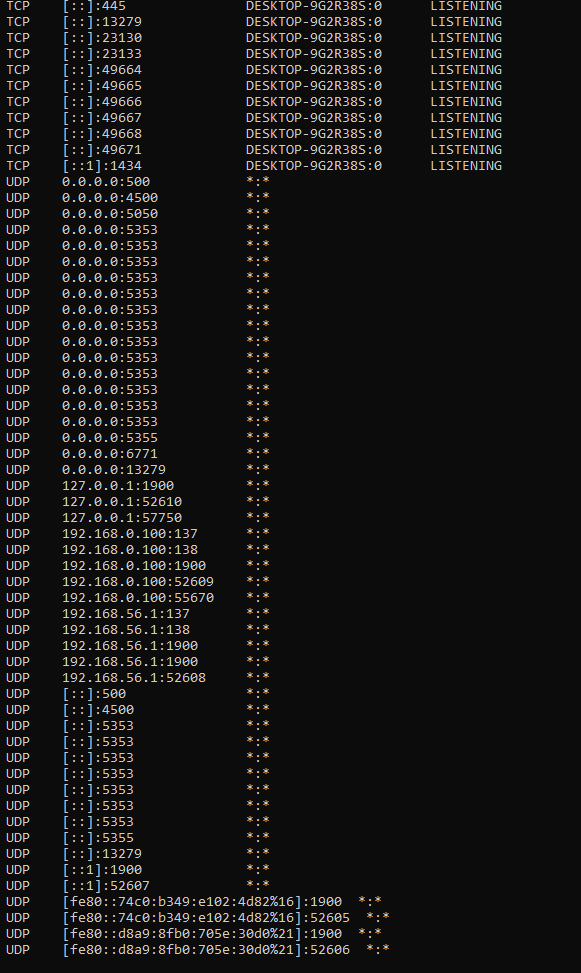 TCP    [::]:445               DESKTOP-9G2R38S:0      LISTENING
TCP    [::]:13279             DESKTOP-9G2R38S:0      LISTENING
TCP    [::]:23130             DESKTOP-9G2R38S:0      LISTENING
TCP    [::]:23133             DESKTOP-9G2R38S:0      LISTENING
TCP    [::]:49664             DESKTOP-9G2R38S:0      LISTENING
TCP    [::]:49665             DESKTOP-9G2R38S:0      LISTENING
TCP    [::]:49666             DESKTOP-9G2R38S:0      LISTENING
TCP    [::]:49667             DESKTOP-9G2R38S:0      LISTENING
TCP    [::]:49668             DESKTOP-9G2R38S:0      LISTENING
TCP    [::]:49671             DESKTOP-9G2R38S:0      LISTENING
TCP    [::1]:1434             DESKTOP-9G2R38S:0      LISTENING
UDP    0.0.0.0:500            *:*
UDP    0.0.0.0:4500           *:*
UDP    0.0.0.0:5050           *:*
UDP    0.0.0.0:5353           *:*
UDP    0.0.0.0:5353           *:*
UDP    0.0.0.0:5353           *:*
UDP    0.0.0.0:5353           *:*
UDP    0.0.0.0:5353           *:*
UDP    0.0.0.0:5353           *:*
UDP    0.0.0.0:5353           *:*
UDP    0.0.0.0:5353           *:*
UDP    0.0.0.0:5353           *:*
UDP    0.0.0.0:5353           *:*
UDP    0.0.0.0:5353           *:*
UDP    0.0.0.0:5353           *:*
UDP    0.0.0.0:5353           *:*
UDP    0.0.0.0:5355           *:*
UDP    0.0.0.0:6771           *:*
UDP    0.0.0.0:13279          *:*
UDP    127.0.0.1:1900         *:*
UDP    127.0.0.1:52610        *:*
UDP    127.0.0.1:57750        *:*
UDP    192.168.0.100:137      *:*
UDP    192.168.0.100:138      *:*
UDP    192.168.0.100:1900     *:*
UDP    192.168.0.100:52609    *:*
UDP    192.168.0.100:55670    *:*
UDP    192.168.56.1:137       *:*
UDP    192.168.56.1:138       *:*
UDP    192.168.56.1:1900      *:*
UDP    192.168.56.1:1900      *:*
UDP    192.168.56.1:52608     *:*
UDP    [::]:500               *:*
UDP    [::]:4500              *:*
UDP    [::]:5353              *:*
UDP    [::]:5353              *:*
UDP    [::]:5353              *:*
UDP    [::]:5353              *:*
UDP    [::]:5353              *:*
UDP    [::]:5353              *:*
UDP    [::]:5353              *:*
UDP    [::]:5355              *:*
UDP    [::]:13279             *:*
UDP    [::1]:1900             *:*
UDP    [::1]:52607            *:*
UDP    [fe80::74c0:b349:e102:4d82%16]:1900  *:*
UDP    [fe80::74c0:b349:e102:4d82%16]:52605  *:*
UDP    [fe80::d8a9:8fb0:705e:30d0%21]:1900  *:*
UDP    [fe80::d8a9:8fb0:705e:30d0%21]:52606  *:*